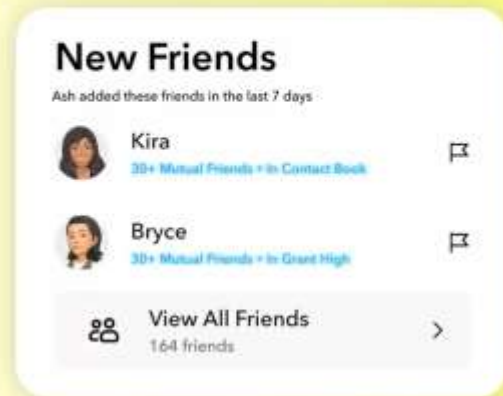 New Friends
Ash added these friends in the last 7 days
Kira
30+ Mutual Friends • In Contact Book
Bryce
30+ Mutual Friends • In Grant High
View All Friends
164 friends